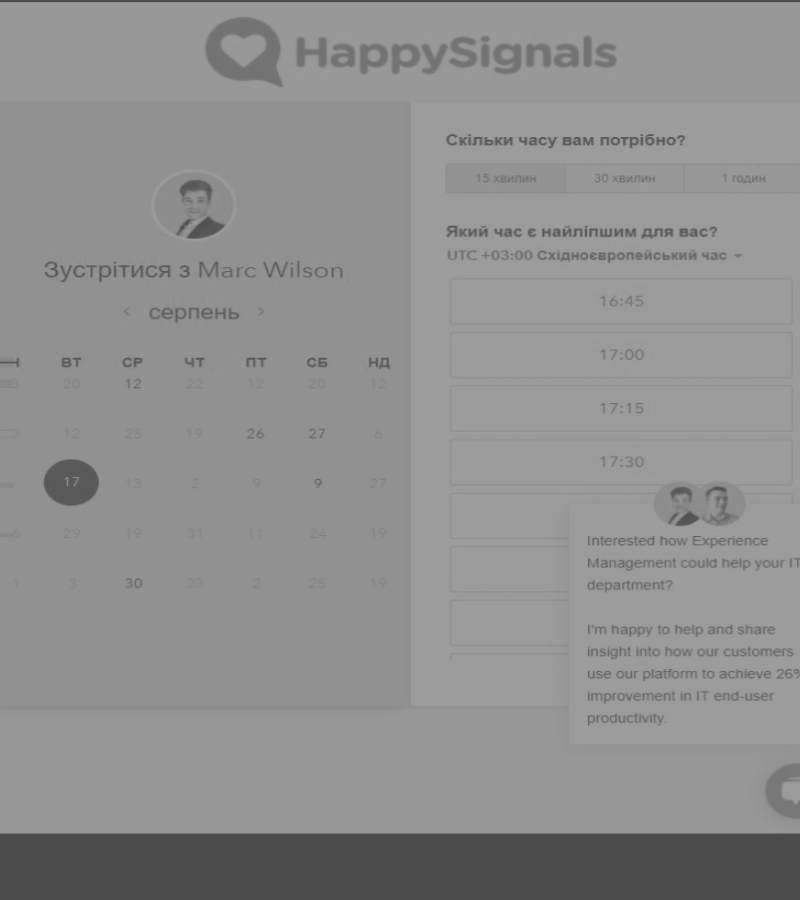 HappySignals
Зустрітися з Marc Wilson
серпень
ВТ СР ЧТ ПТ СБ НД
20 12 22 12 20 12
12 25 19 26 27 6
17 13 2 9 9 27
29 19 31 11 24 19
1 3 30 23 2 25 19
Скільки часу вам потрібно?
15 хвилин 30 хвилин 1 годин
Який час є найліпшим для вас?
UTC +03:00 Східноєвропейський час
16:45
17:00
17:15
17:30
Interested how Experience
Management could help your IT
department?
I'm happy to help and share
insight into how our customers
use our platform to achieve 26%
improvement in IT end-user
productivity.